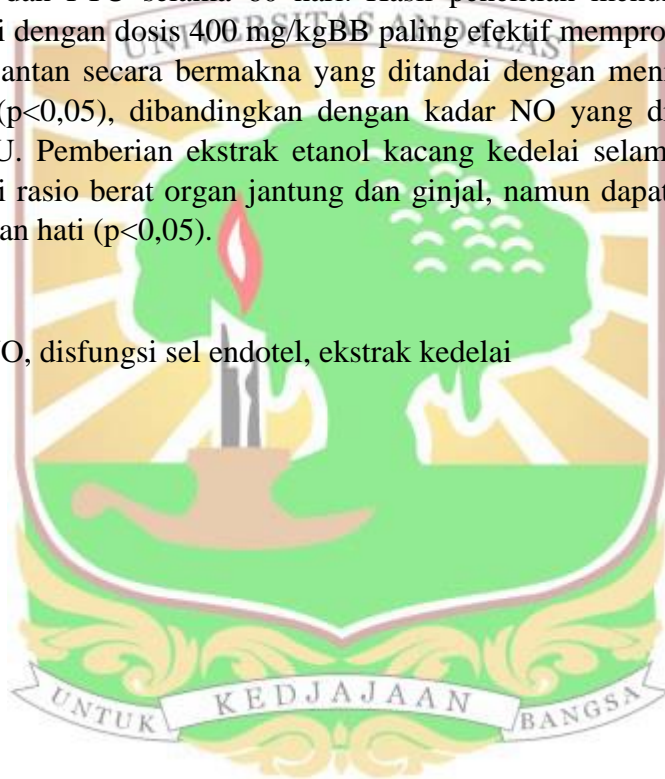 UNIVERSITAS ANDALAS
i dengan dosis 400 mg/kgBB paling efektif mempro
antan secara bermakna yang ditandai dengan men
(p<0,05), dibandingkan dengan kadar NO yang di
U. Pemberian ekstrak etanol kacang kedelai selam
i rasio berat organ jantung dan ginjal, namun dapat
an hati (p<0,05).
O, disfungsi sel endotel, ekstrak kedelai
UNTUK KEDJAJAAN BANGSA